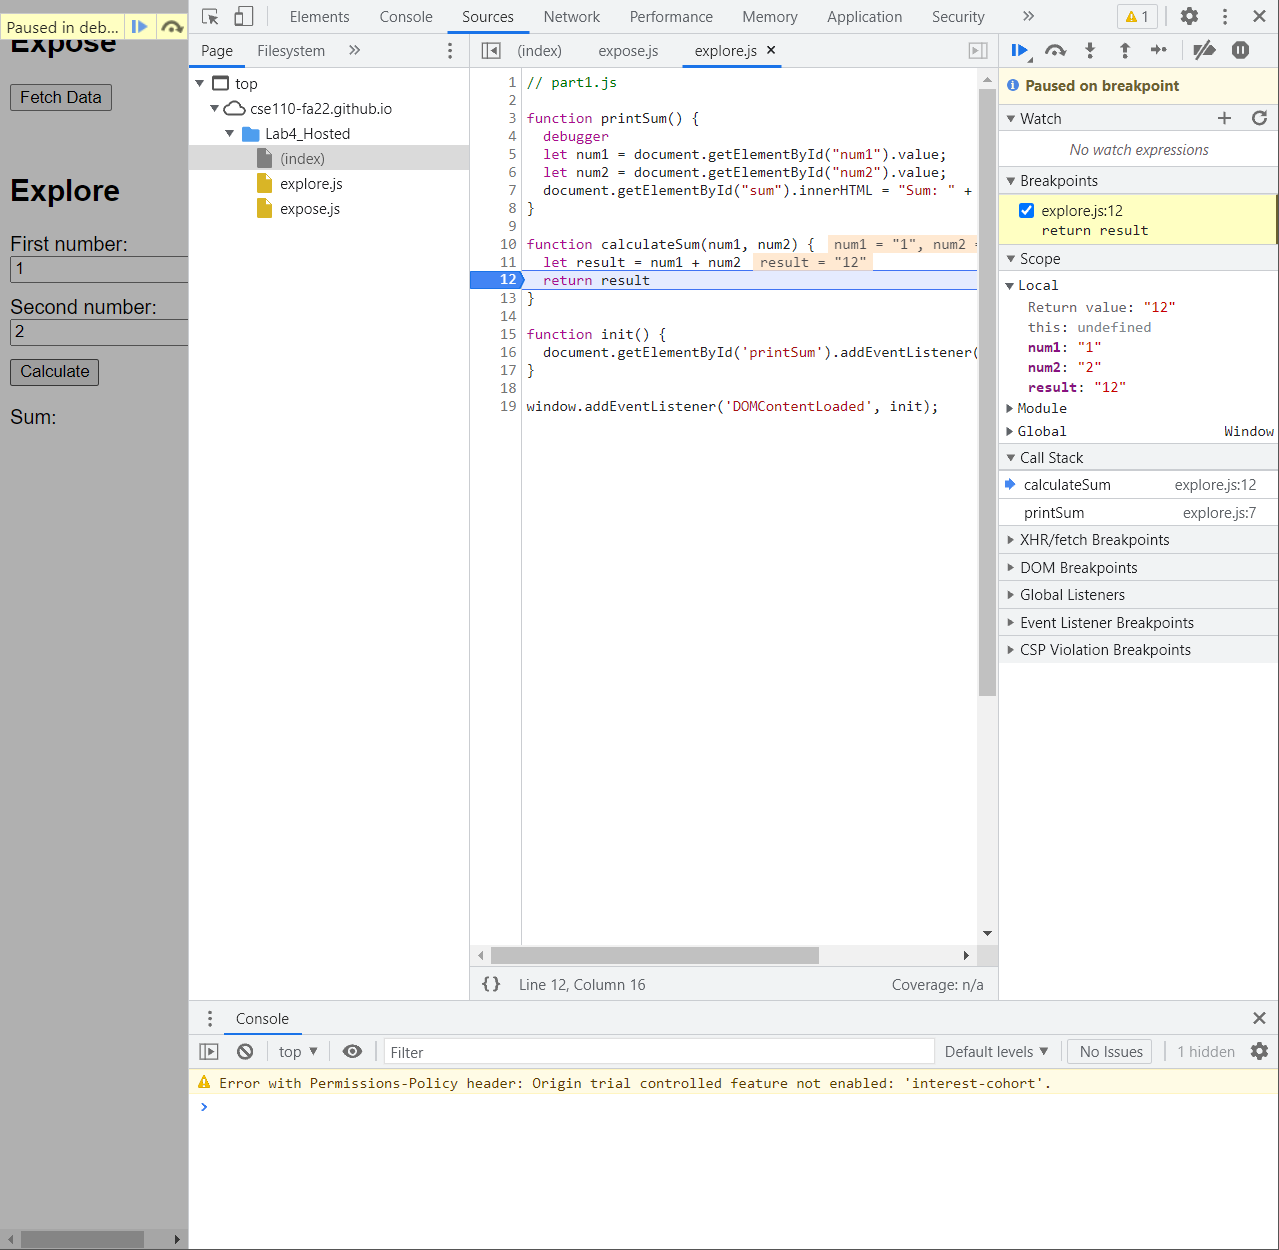 Paused in deb...
Expose
Fetch Data
Explore
First number:
1
Second number:
2
Calculate
Sum:
Elements Console Sources Network Performance Memory Application Security 1
Page Filesystem
top
cse110-fa22.github.io
Lab4_Hosted
(index)
explore.js
expose.js
(index) expose.js explore.js
1 // part1.js
2
3 function printSum() {
4 debugger
5 let num1 = document.getElementById("num1").value;
6 let num2 = document.getElementById("num2").value;
7 document.getElementById("sum").innerHTML = "Sum: " +
8 }
9
10 function calculateSum(num1, num2) { num1 = "1", num2 =
11 let result = num1 + num2 result = "12"
12 return result
13 }
14
15 function init() {
16 document.getElementById('printSum').addEventListener(
17 }
18
19 window.addEventListener('DOMContentLoaded', init);
{} Line 12, Column 16 Coverage: n/a
Paused on breakpoint
Watch
No watch expressions
Breakpoints
explore.js:12
return result
Scope
Local
Return value: "12"
this: undefined
num1: "1"
num2: "2"
result: "12"
Module
Global Window
Call Stack
calculateSum explore.js:12
printSum explore.js:7
XHR/fetch Breakpoints
DOM Breakpoints
Global Listeners
Event Listener Breakpoints
CSP Violation Breakpoints
Console
top Filter Default levels No Issues 1 hidden
Error with Permissions-Policy header: Origin trial controlled feature not enabled: 'interest-cohort'.